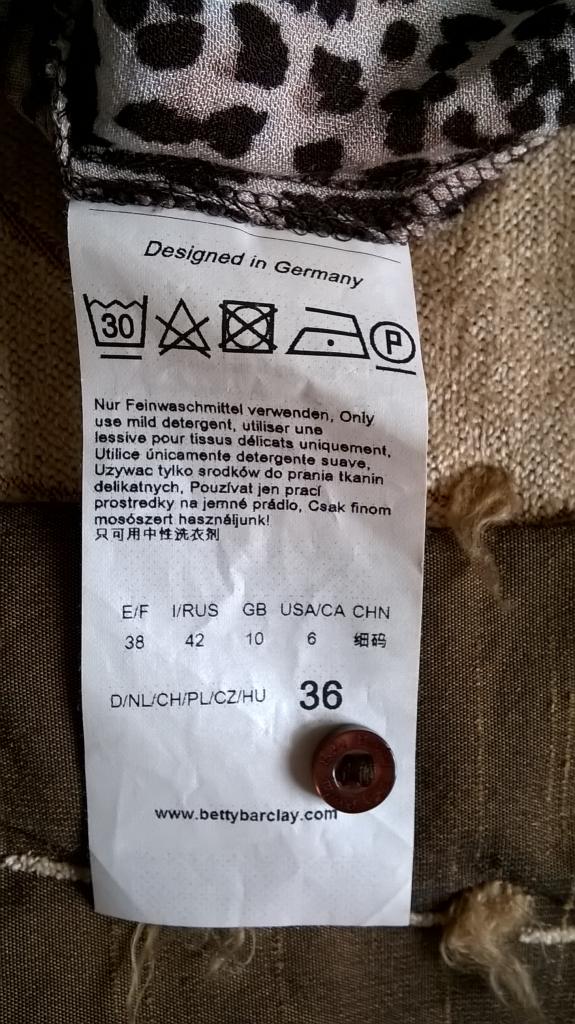 Designed in Germany
30
P
Nur Feinwaschmittel verwenden, Only
use mild detergent, utiliser une
lessive pour tissus délicats uniquement,
Utilice únicamente detergente suave,
Uzywac tylko srodków do prania tkanin
delikatnych, Pouzívat jen prací
prostredky na jemné prádlo, Csak finom
mosószert használjunk!
只可用中性洗衣剂
E/F I/RUS GB USA/CA CHN
38 42 10 6 细码
D/NL/CH/PL/CZ/HU 36
www.bettybarclay.com